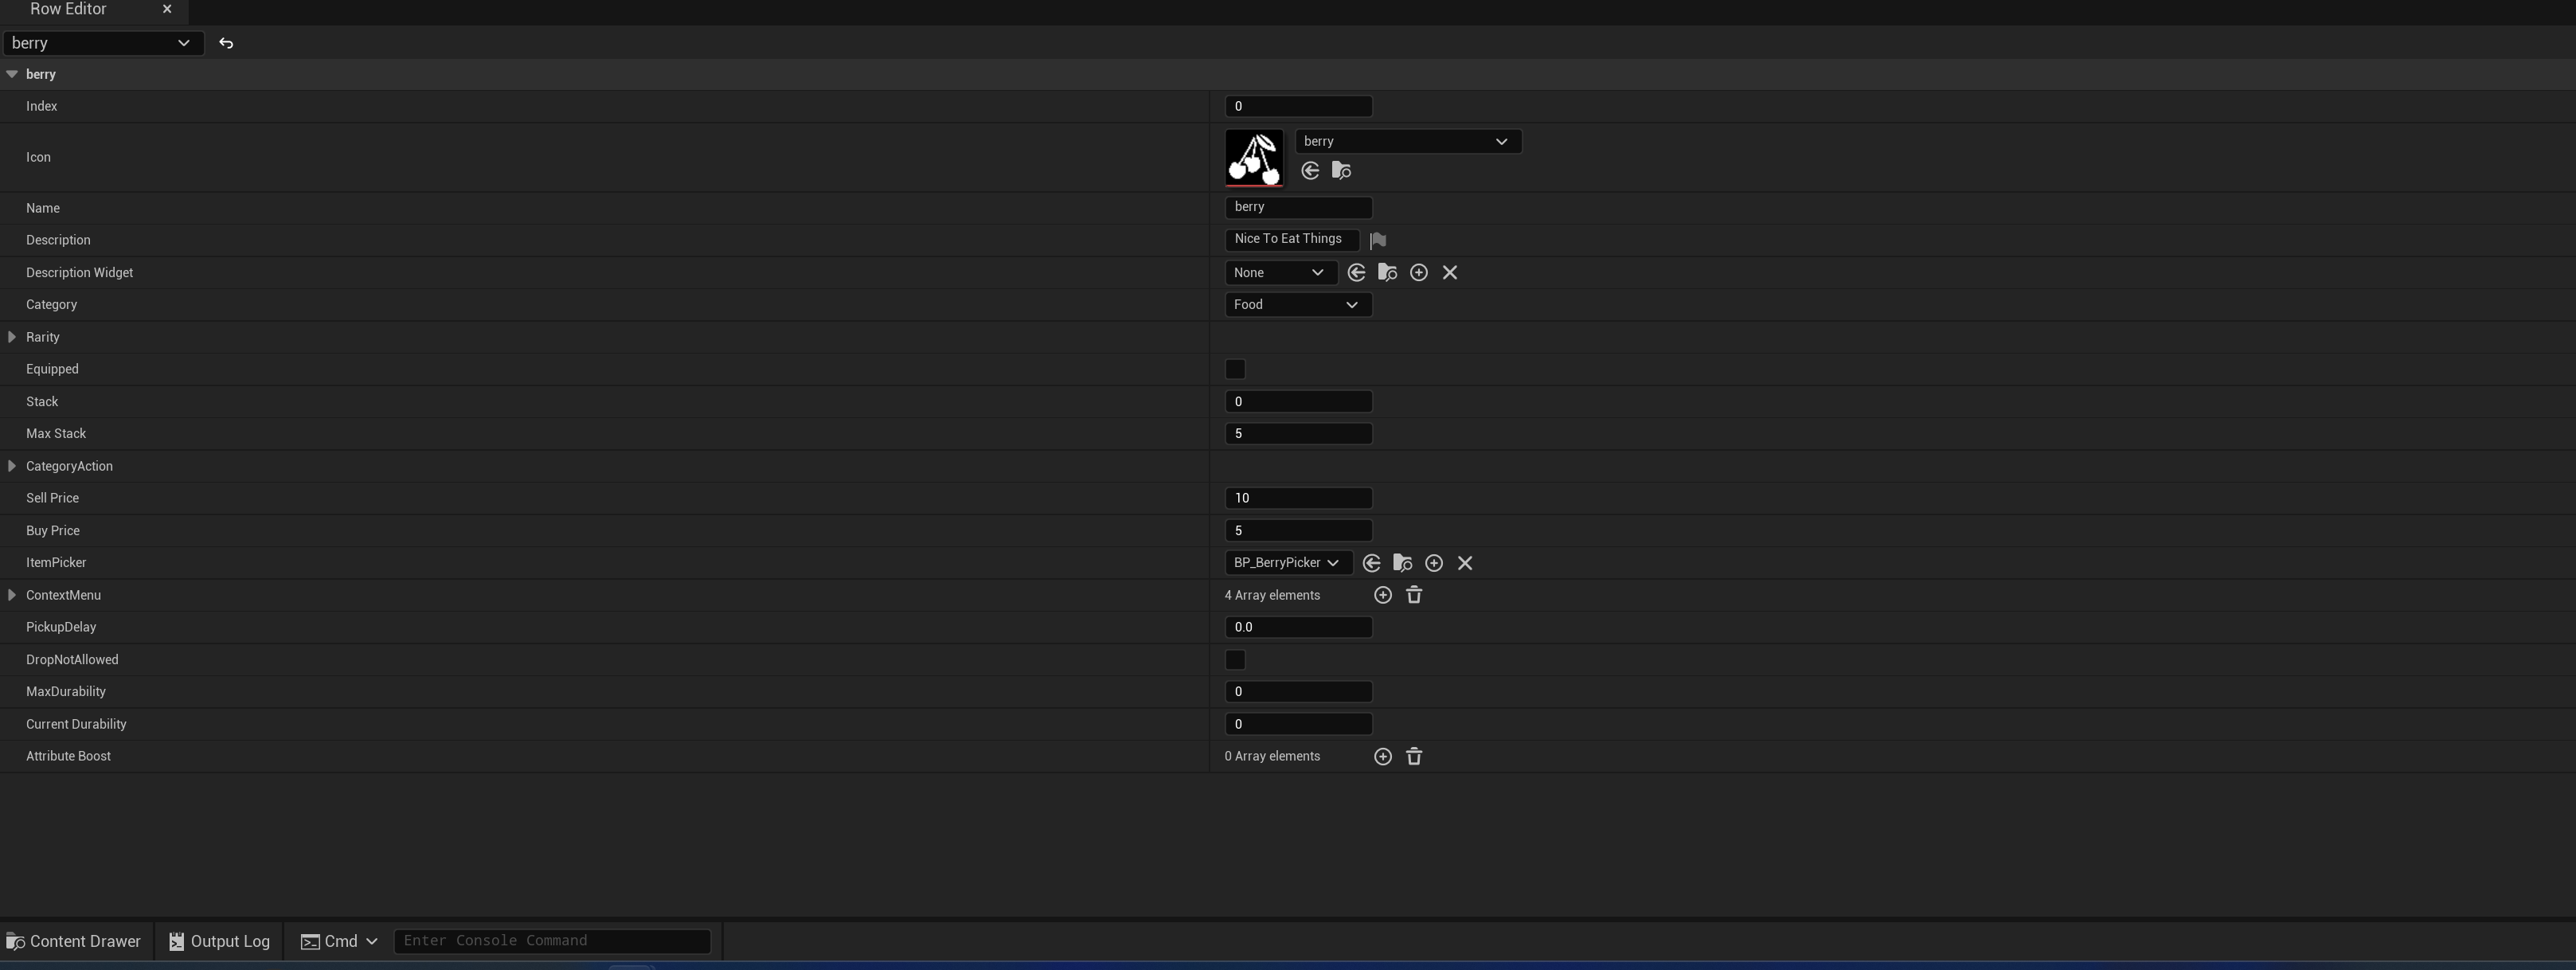 Row Editor
berry
berry
Index 0
Icon berry
Name berry
Description Nice To Eat Things
Description Widget None
Category Food
Rarity
Equipped
Stack 0
Max Stack 5
CategoryAction
Sell Price 10
Buy Price 5
ItemPicker BP_BerryPicker
ContextMenu 4 Array elements
PickupDelay 0.0
DropNotAllowed
MaxDurability 0
Current Durability 0
Attribute Boost 0 Array elements
Content Drawer Output Log Cmd Enter Console Command